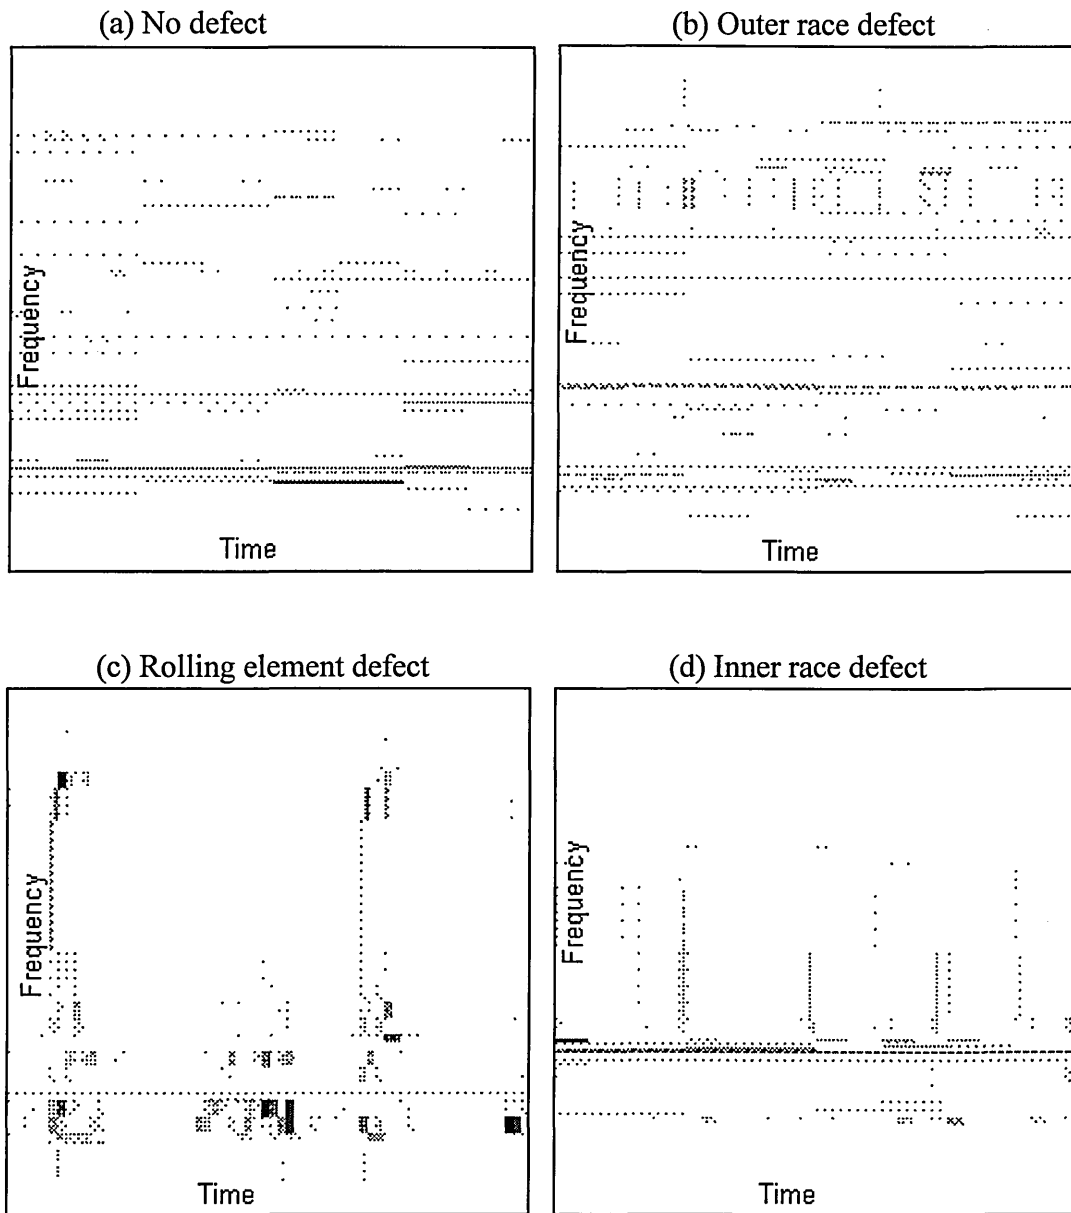 (a) No defect
(b) Outer race defect
Frequency
Time
Frequency
Time
(c) Rolling element defect
(d) Inner race defect
Frequency
Time
Frequency
Time